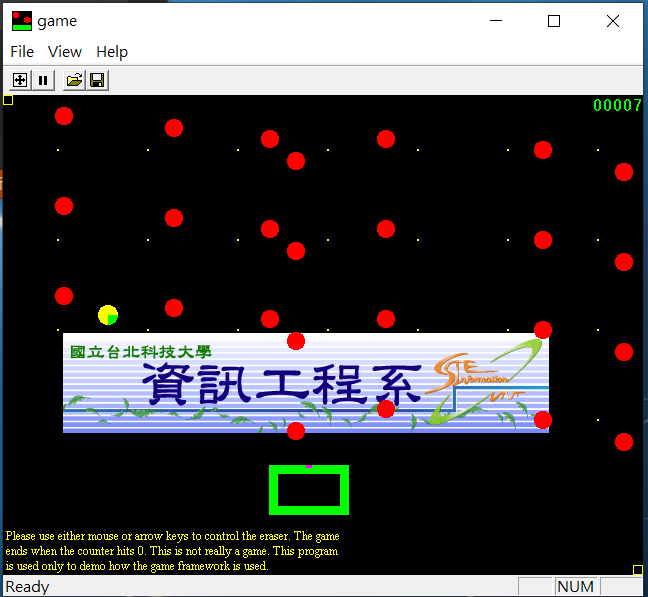 game
File View Help
00007
國立台北科技大學
資訊工程系
Information
Please use either mouse or arrow keys to control the eraser. The game
ends when the counter hits 0. This is not really a game. This program
is used only to demo how the game framework is used.
Ready
NUM